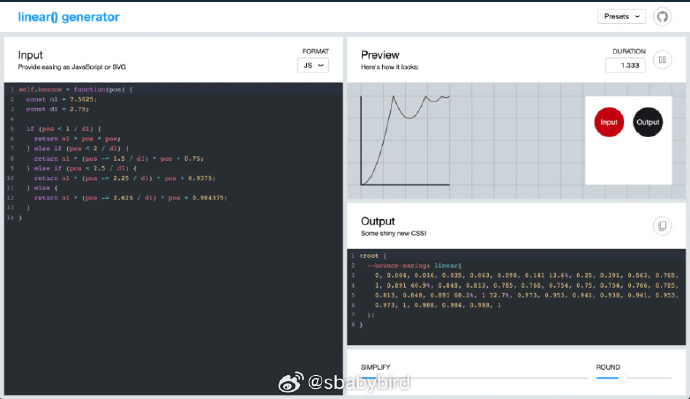 linear() generator
Presets
Input
Provide easing as JavaScript or SVG
FORMAT
JS
1 self.bounce = function(pos) {
2 const n1 = 7.5625;
3 const d1 = 2.75;
4
5 if (pos < 1 / d1) {
6 return n1 * pos * pos;
7 } else if (pos < 2 / d1) {
8 return n1 * (pos -= 1.5 / d1) * pos + 0.75;
9 } else if (pos < 2.5 / d1) {
10 return n1 * (pos -= 2.25 / d1) * pos + 0.9375;
11 } else {
12 return n1 * (pos -= 2.625 / d1) * pos + 0.984375;
13 }
14 }
Preview
Here's how it looks:
DURATION
1.333
Input
Output
Output
Some shiny new CSS!
1 :root {
2 --bounce-easing: linear(
3 0, 0.004, 0.016, 0.035, 0.063, 0.098, 0.141 13.6%, 0.25, 0.391, 0.563, 0.765,
4 1, 0.891 40.9%, 0.848, 0.813, 0.785, 0.766, 0.754, 0.75, 0.754, 0.766, 0.785,
5 0.813, 0.848, 0.891 68.2%, 1 72.7%, 0.973, 0.953, 0.941, 0.938, 0.941, 0.953,
6 0.973, 1, 0.988, 0.984, 0.988, 1
7 );
8 }
SIMPLIFY
ROUND
@sbabybird